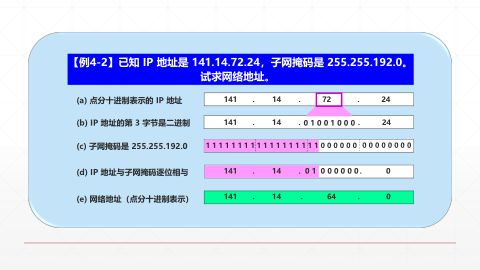 【例4-2】已知 IP 地址是 141.14.72.24，子网掩码是 255.255.192.0。
试求网络地址。
(a) 点分十进制表示的 IP 地址 141 . 14 . 72 . 24
(b) IP 地址的第 3 字节是二进制 141 . 14 . 01001000 . 24
(c) 子网掩码是 255.255.192.0 11111111 11111111 11000000 00000000
(d) IP 地址与子网掩码逐位相与 141 . 14 . 01000000 . 0
(e) 网络地址（点分十进制表示） 141 . 14 . 64 . 0